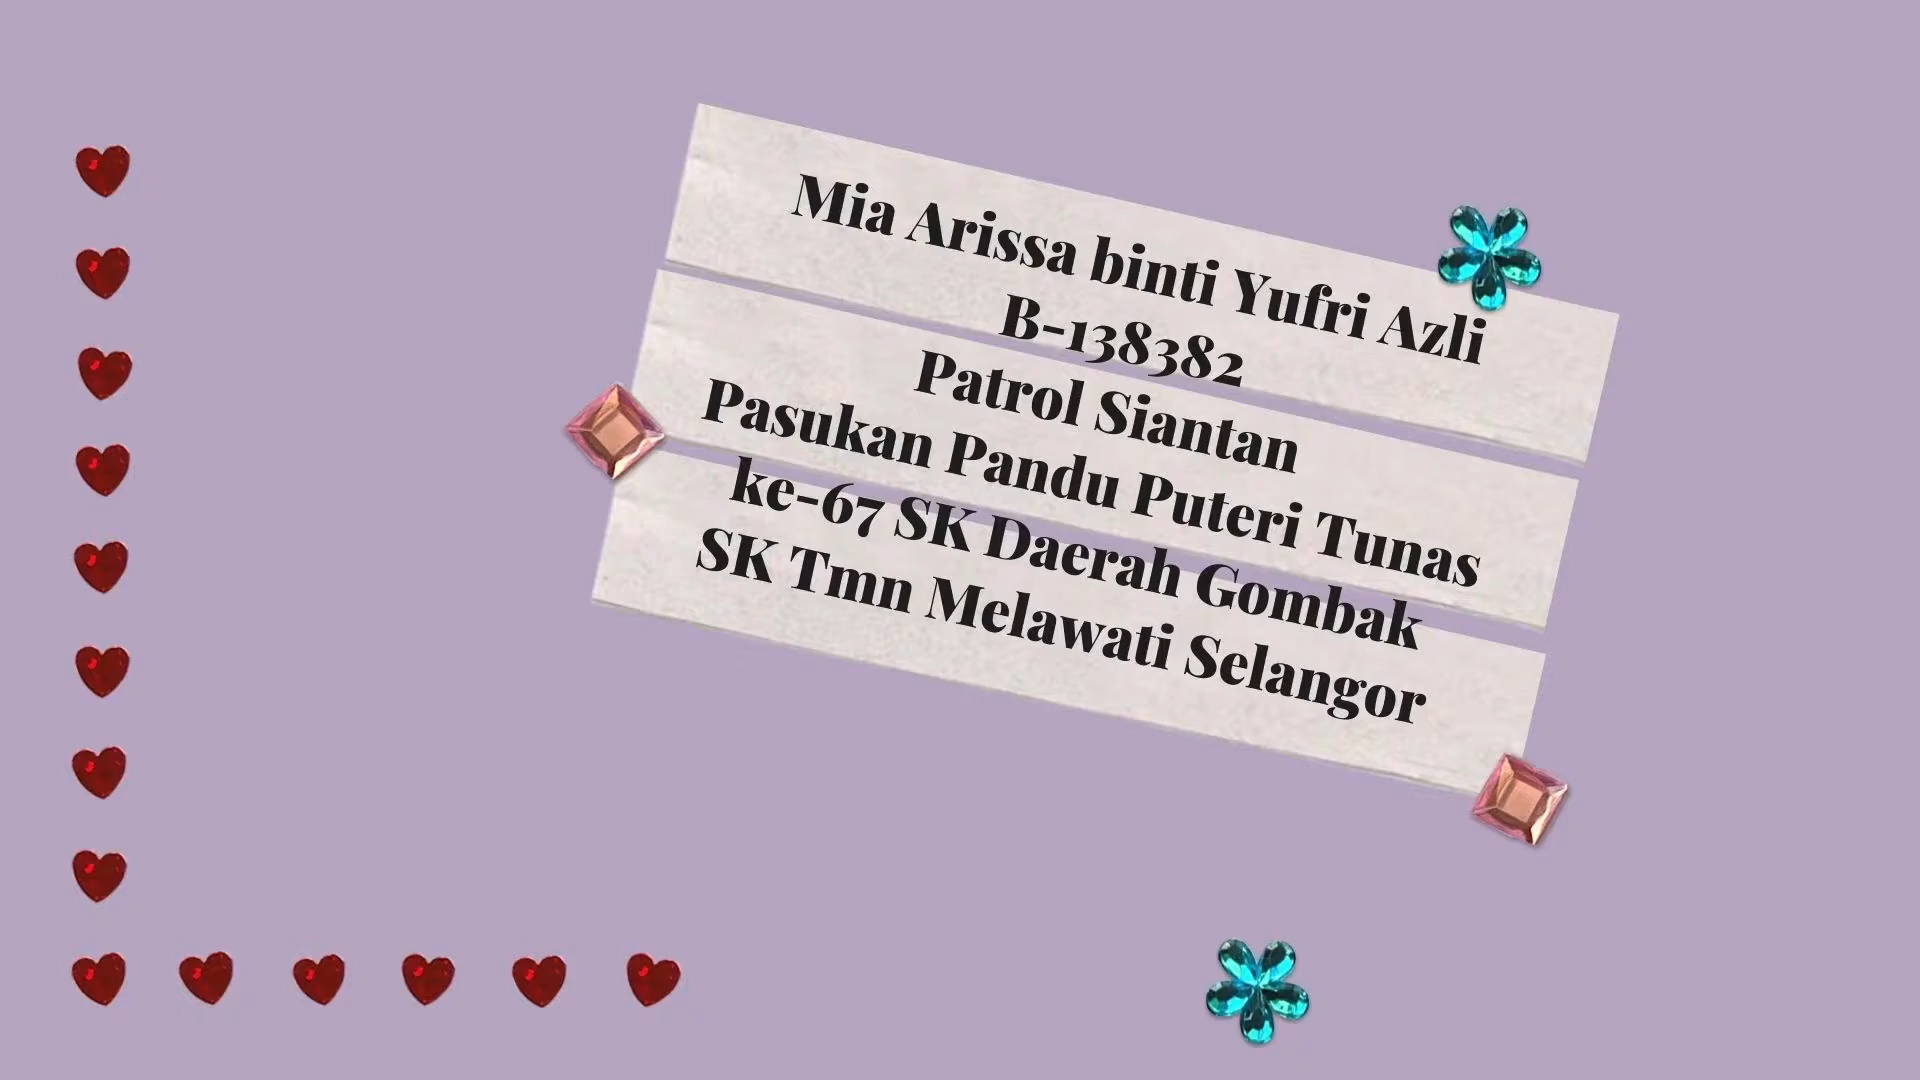 Mia Arissa binti Yufri Azli
B-138382
Patrol Siantan
Pasukan Pandu Puteri Tunas
ke-67 SK Daerah Gombak
SK Tmn Melawati Selangor